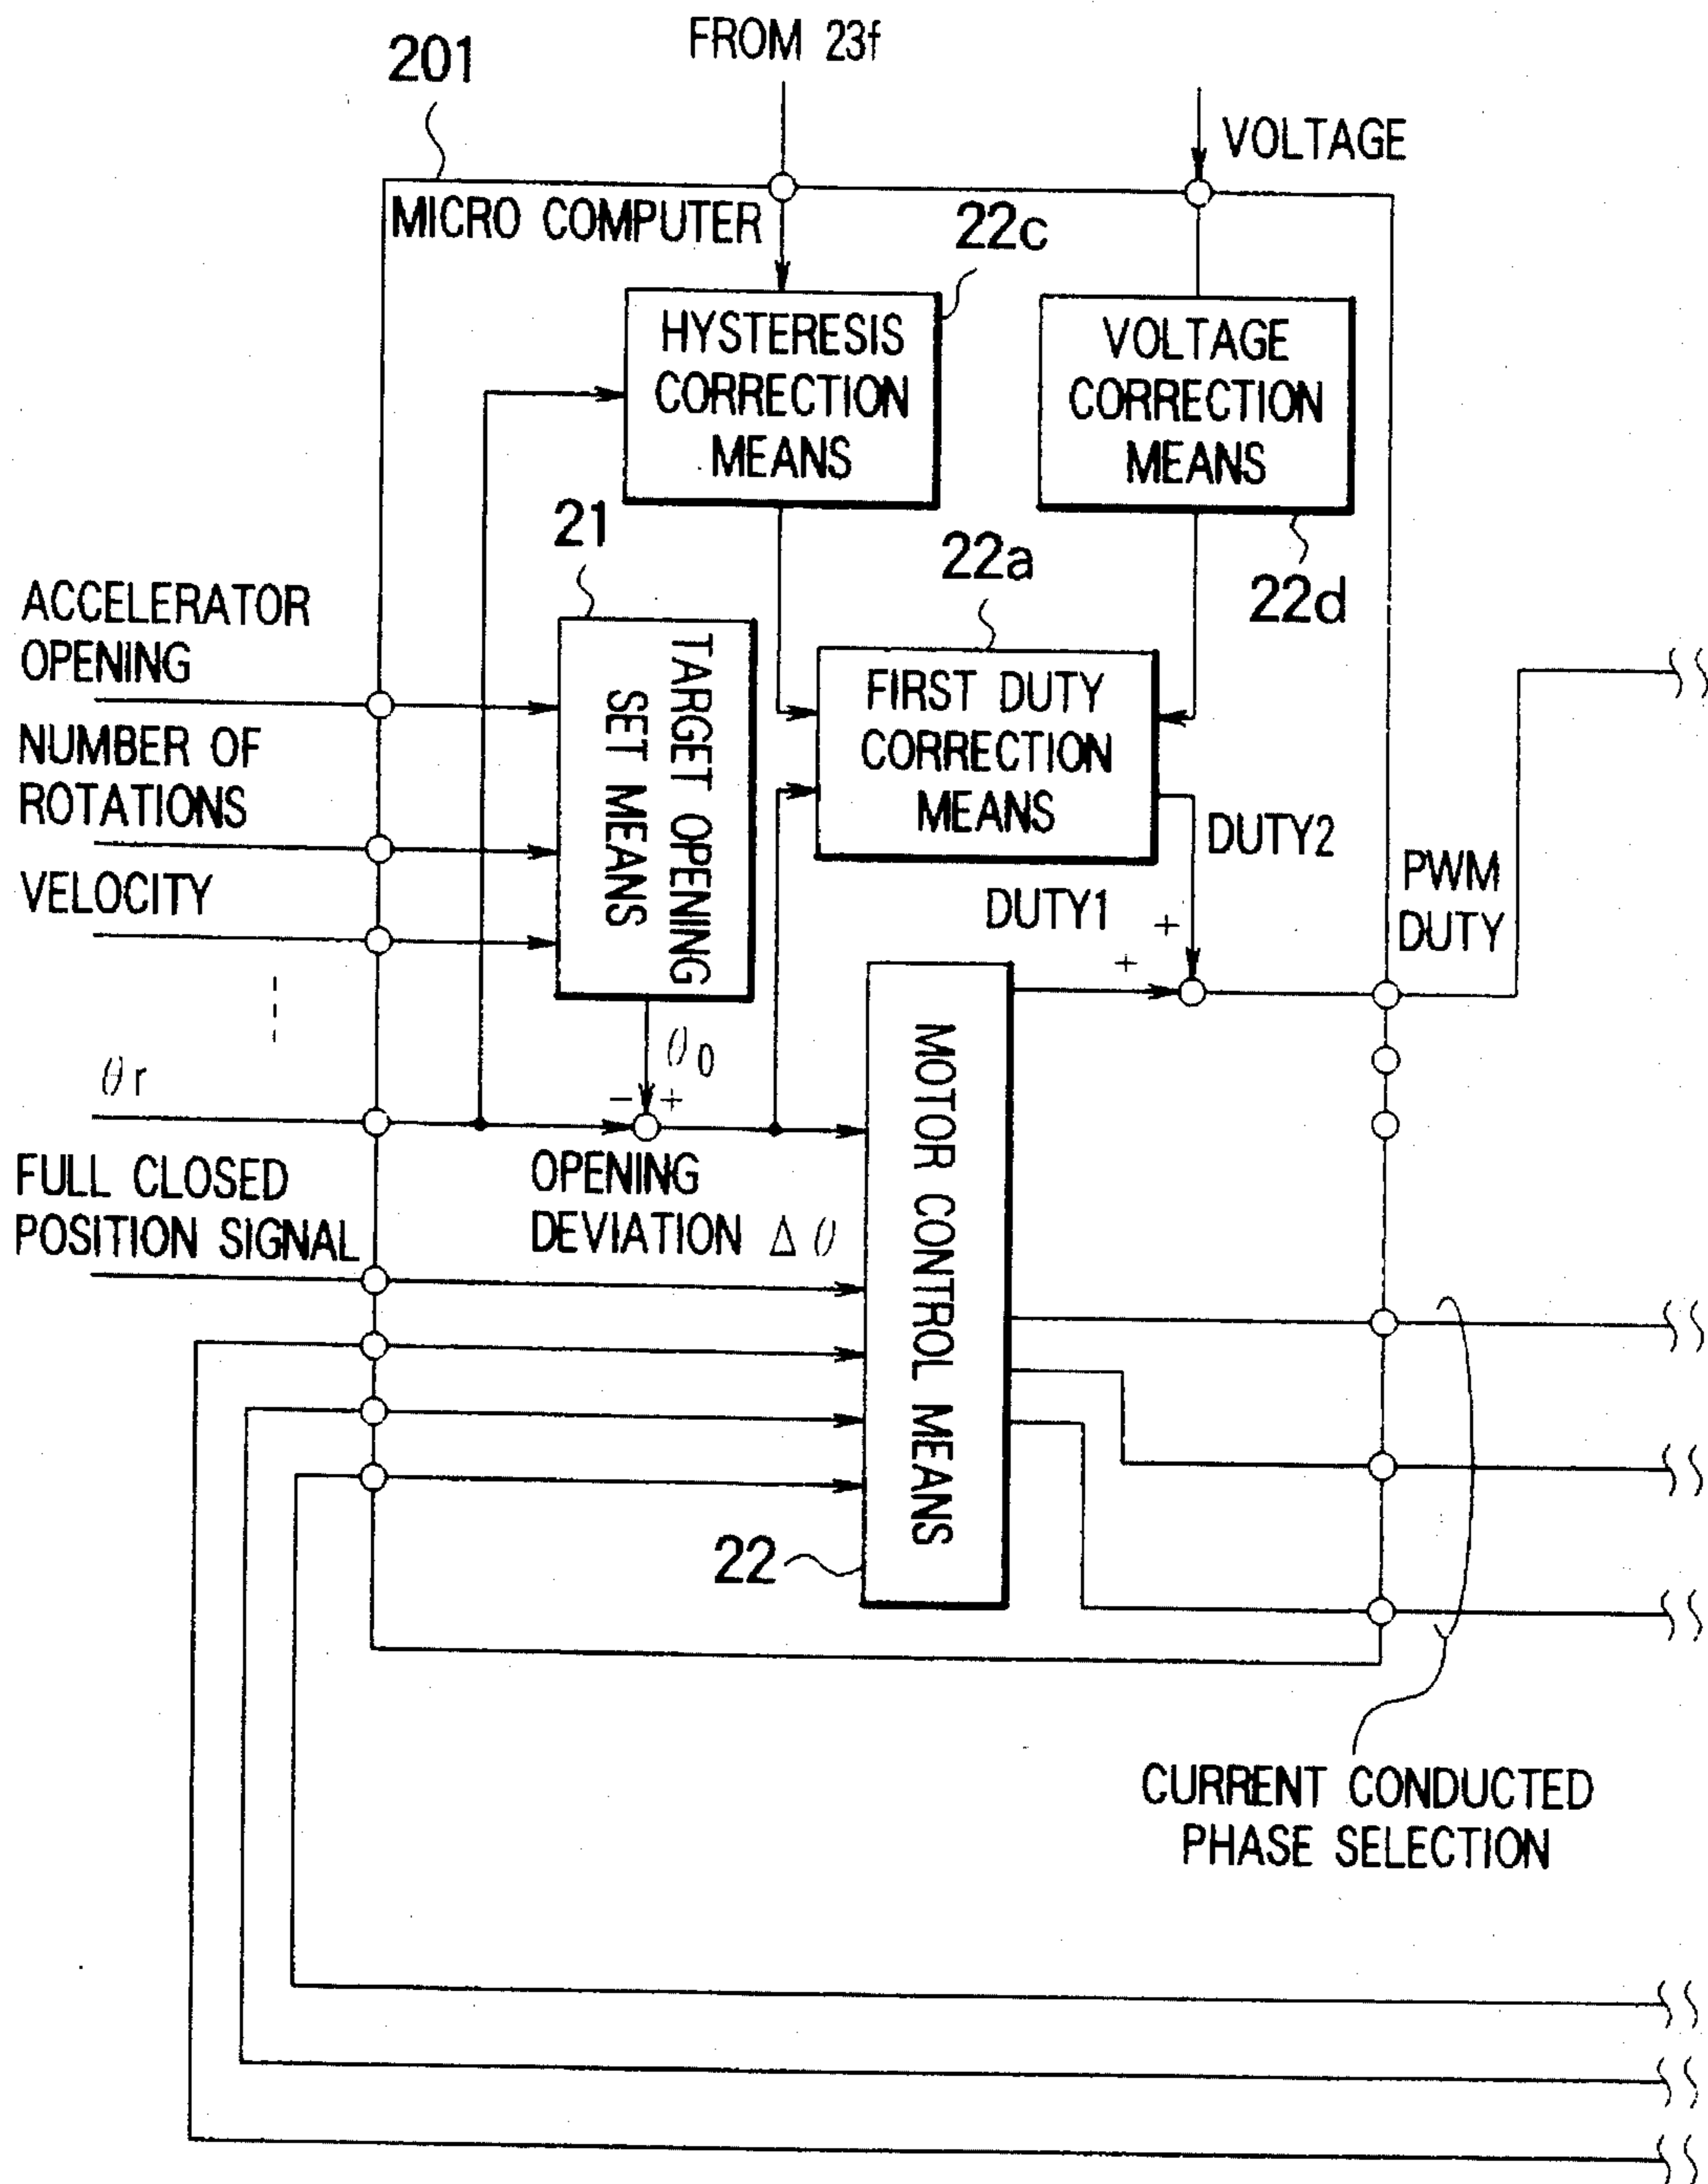 FROM 23f
201
VOLTAGE
MICRO COMPUTER
22c
HYSTERESIS
CORRECTION
MEANS
VOLTAGE
CORRECTION
MEANS
21
22a
22d
ACCELERATOR
OPENING
TARGET OPENING
SET MEANS
FIRST DUTY
CORRECTION
MEANS
NUMBER OF
ROTATIONS
DUTY2
VELOCITY
DUTY1
PWM
DUTY
+
+
θ0
θr
− +
MOTOR CONTROL MEANS
FULL CLOSED
POSITION SIGNAL
OPENING
DEVIATION Δθ
22
CURRENT CONDUCTED
PHASE SELECTION